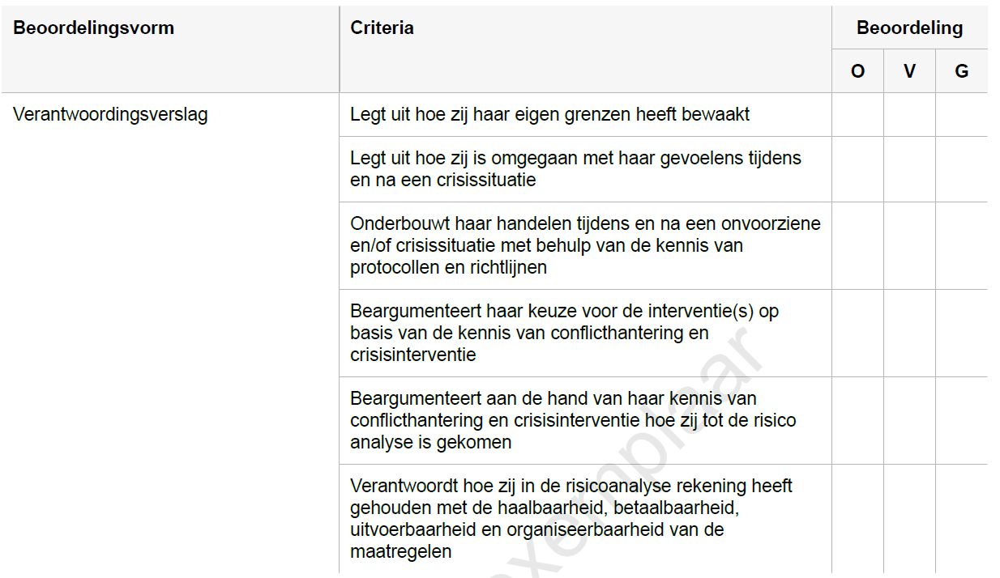 Beoordelingsvorm
Criteria
Beoordeling
O V G
Verantwoordingsverslag
Legt uit hoe zij haar eigen grenzen heeft bewaakt
Legt uit hoe zij is omgegaan met haar gevoelens tijdens
en na een crisissituatie
Onderbouwt haar handelen tijdens en na een onvoorziene
en/of crisissituatie met behulp van de kennis van
protocollen en richtlijnen
Beargumenteert haar keuze voor de interventie(s) op
basis van de kennis van conflicthantering en
crisisinterventie
Beargumenteert aan de hand van haar kennis van
conflicthantering en crisisinterventie hoe zij tot de risico
analyse is gekomen
Verantwoordt hoe zij in de risicoanalyse rekening heeft
gehouden met de haalbaarheid, betaalbaarheid,
uitvoerbaarheid en organiseerbaarheid van de
maatregelen
exemplaar